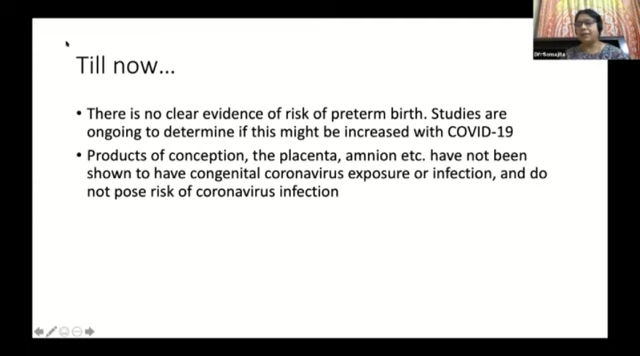 Till now...
• There is no clear evidence of risk of preterm birth. Studies are
ongoing to determine if this might be increased with COVID-19
• Products of conception, the placenta, amnion etc. have not been
shown to have congenital coronavirus exposure or infection, and do
not pose risk of coronavirus infection